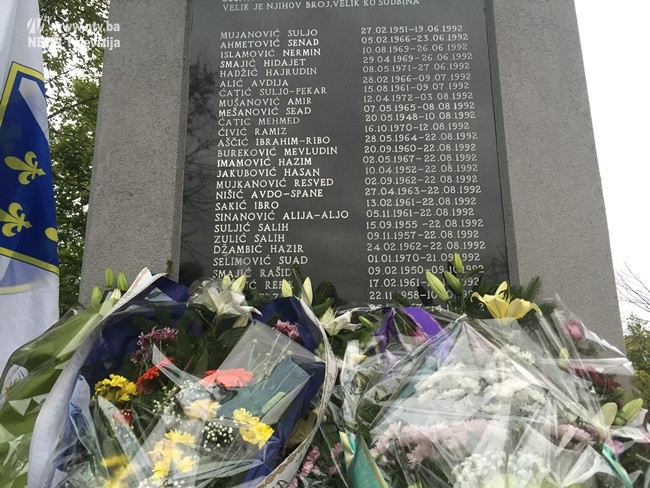 VELIK JE NJIHOV BROJ, VELIK KO SUDBINA
MUJANOVIĆ SULJO 27.02.1951-19.06.1992
AHMETOVIĆ SENAD 05.02.1966-23.06.1992
ISLAMOVIĆ NERMIN 10.08.1969-26.06.1992
SMAJIĆ HIDAJET 29.04.1969-26.06.1992
HADŽIĆ HAJRUDIN 08.05.1971-27.06.1992
ALIĆ AVDIJA 28.02.1966-09.07.1992
ĆATIĆ SULJO-PEKAR 15.08.1961-09.07.1992
MUŠANOVIĆ AMIR 12.04.1972-03.08.1992
MEŠANOVIĆ SEAD 07.05.1965-08.08.1992
ĆATIĆ MEHMED 20.05.1948-10.08.1992
ĆIVIĆ RAMIZ 16.10.1970-12.08.1992
AŠČIĆ IBRAHIM-RIBO 28.05.1964-22.08.1992
BUREKOVIĆ MEVLUDIN 20.09.1960-22.08.1992
IMAMOVIĆ HAZIM 02.05.1967-22.08.1992
JAKUBOVIĆ HASAN 10.04.1952-22.08.1992
MUJKANOVIĆ RESVED 02.09.1962-22.08.1992
NIŠIĆ AVDO-SPANE 27.04.1963-22.08.1992
SAKIĆ IBRO 13.02.1961-22.08.1992
SINANOVIĆ ALIJA-ALJO 05.11.1961-22.08.1992
SULJIĆ SALIH 15.09.1955-22.08.1992
ZULIĆ SALIH 09.11.1957-22.08.1992
DŽAMBIĆ HAZIR 24.02.1962-22.08.1992
SELIMOVIĆ SUAD 01.01.1970-21.09.1992
SMAJIĆ RAŠID 09.02.1950
17.02.1961
22.11.1958